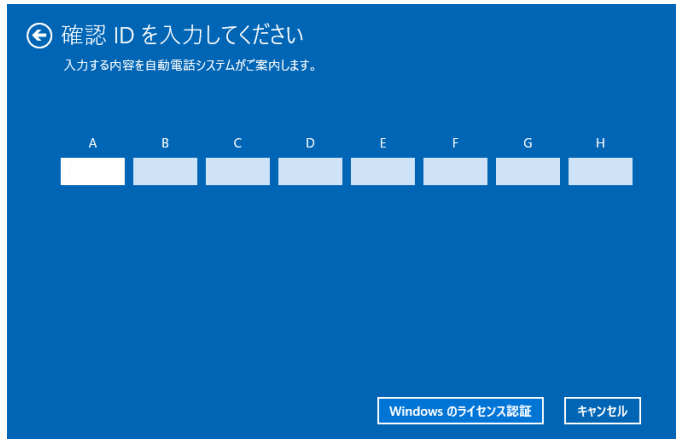 確認 ID を入力してください
入力する内容を自動電話システムがご案内します。
A B C D E F G H
Windows のライセンス認証 キャンセル